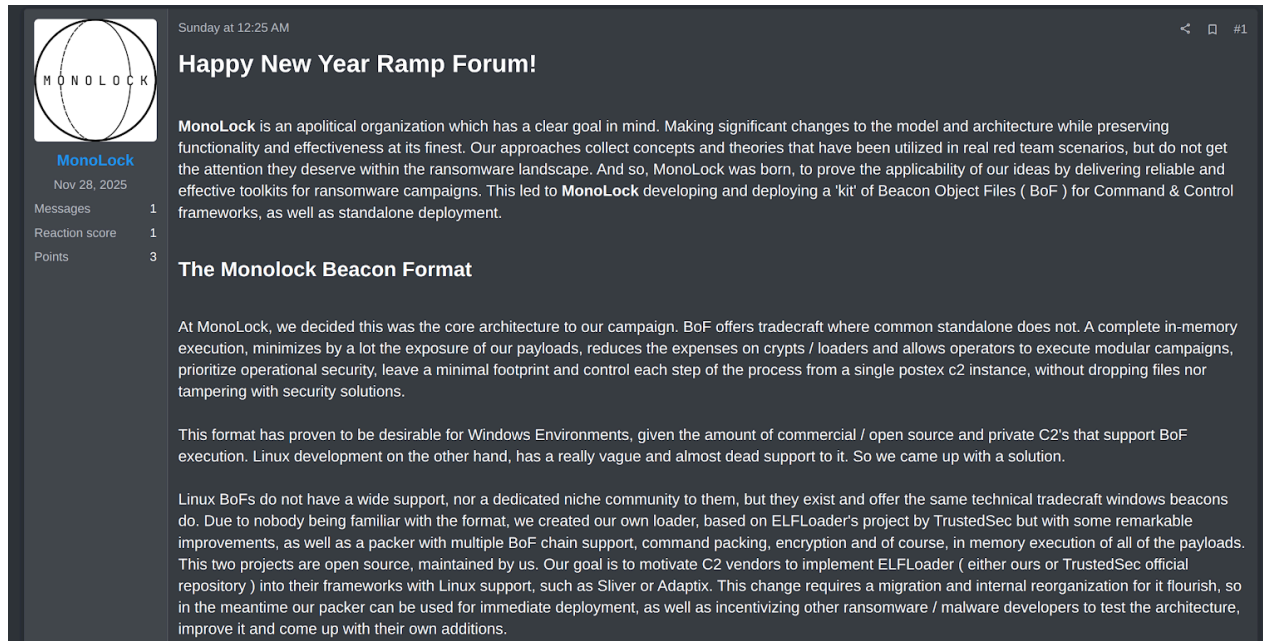 Sunday at 12:25 AM
#1
MONOLOCK
Happy New Year Ramp Forum!
MonoLock
Nov 28, 2025
Messages 1
Reaction score 1
Points 3
MonoLock is an apolitical organization which has a clear goal in mind. Making significant changes to the model and architecture while preserving
functionality and effectiveness at its finest. Our approaches collect concepts and theories that have been utilized in real red team scenarios, but do not get
the attention they deserve within the ransomware landscape. And so, MonoLock was born, to prove the applicability of our ideas by delivering reliable and
effective toolkits for ransomware campaigns. This led to MonoLock developing and deploying a 'kit' of Beacon Object Files ( BoF ) for Command & Control
frameworks, as well as standalone deployment.
The Monolock Beacon Format
At MonoLock, we decided this was the core architecture to our campaign. BoF offers tradecraft where common standalone does not. A complete in-memory
execution, minimizes by a lot the exposure of our payloads, reduces the expenses on crypts / loaders and allows operators to execute modular campaigns,
prioritize operational security, leave a minimal footprint and control each step of the process from a single postex c2 instance, without dropping files nor
tampering with security solutions.
This format has proven to be desirable for Windows Environments, given the amount of commercial / open source and private C2's that support BoF
execution. Linux development on the other hand, has a really vague and almost dead support to it. So we came up with a solution.
Linux BoFs do not have a wide support, nor a dedicated niche community to them, but they exist and offer the same technical tradecraft windows beacons
do. Due to nobody being familiar with the format, we created our own loader, based on ELFLoader's project by TrustedSec but with some remarkable
improvements, as well as a packer with multiple BoF chain support, command packing, encryption and of course, in memory execution of all of the payloads.
This two projects are open source, maintained by us. Our goal is to motivate C2 vendors to implement ELFLoader ( either ours or TrustedSec official
repository ) into their frameworks with Linux support, such as Sliver or Adaptix. This change requires a migration and internal reorganization for it flourish, so
in the meantime our packer can be used for immediate deployment, as well as incentivizing other ransomware / malware developers to test the architecture,
improve it and come up with their own additions.